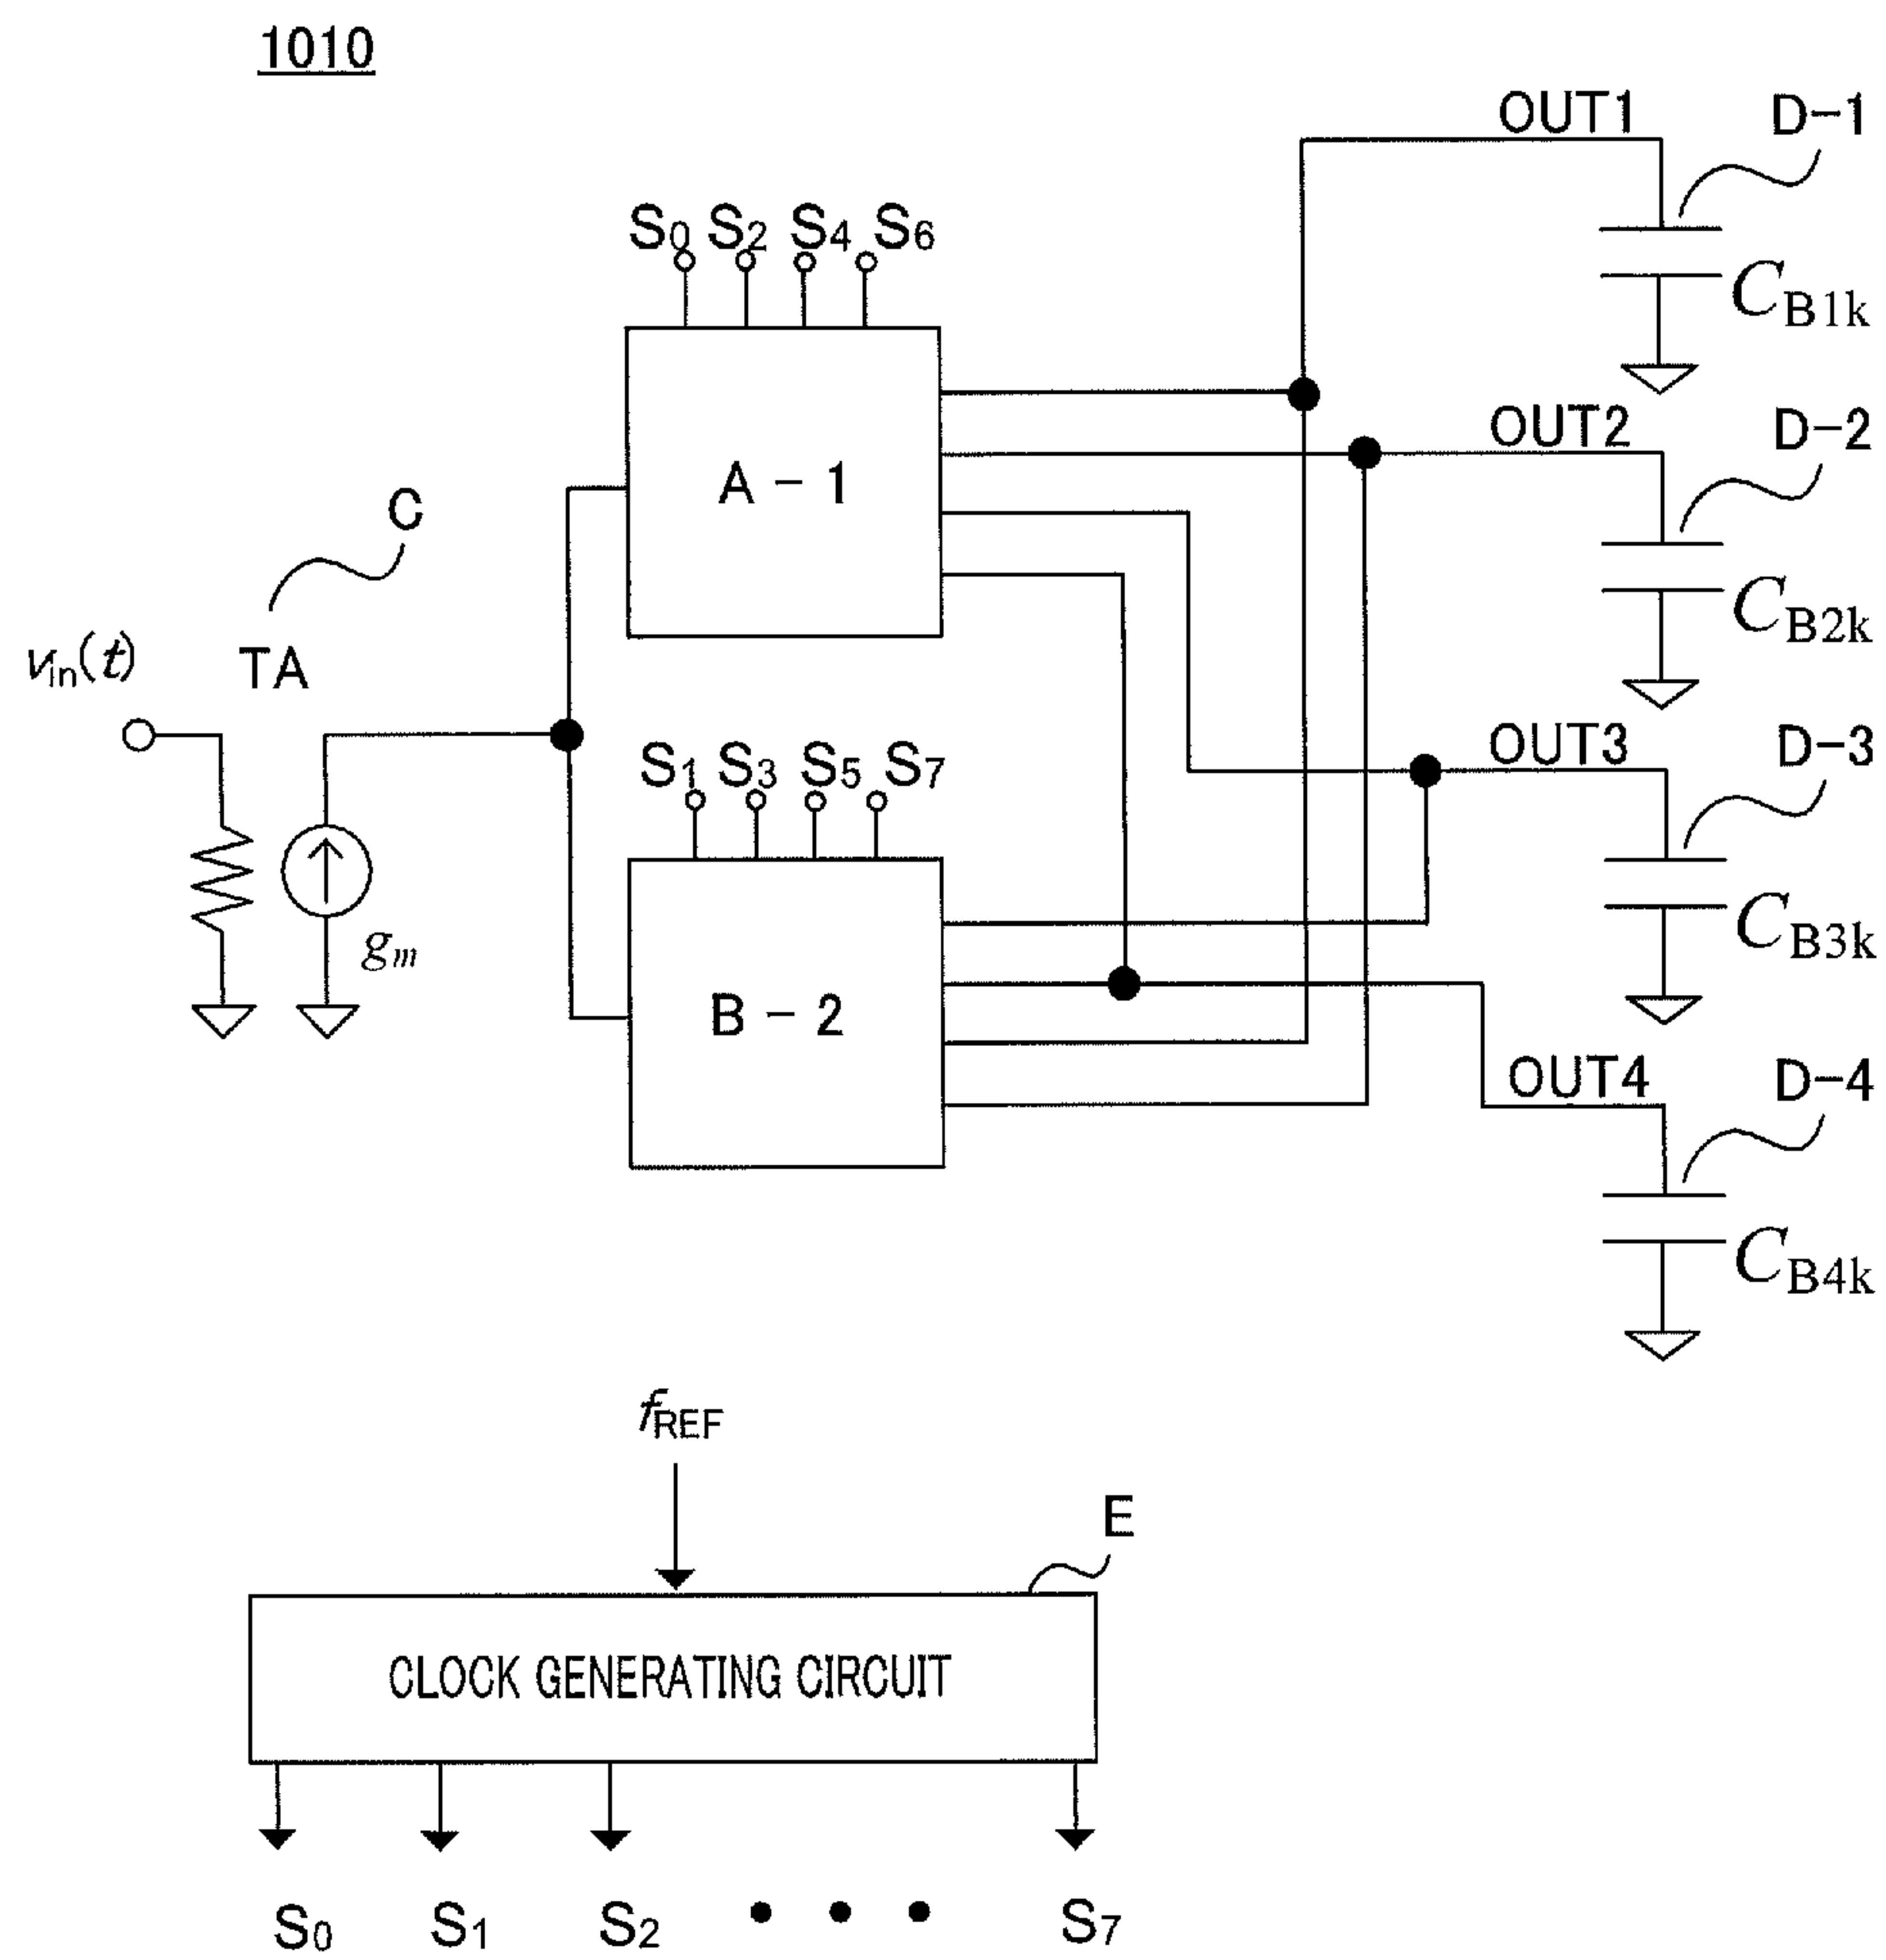 1010
OUT1
D-1
S0 S2 S4 S6
CB1k
OUT2
D-2
A - 1
C
CB2k
vin(t)
TA
OUT3
D-3
S1 S3 S5 S7
CB3k
gm
B - 2
OUT4
D-4
CB4k
fREF
E
CLOCK GENERATING CIRCUIT
S0 S1 S2 • • • S7